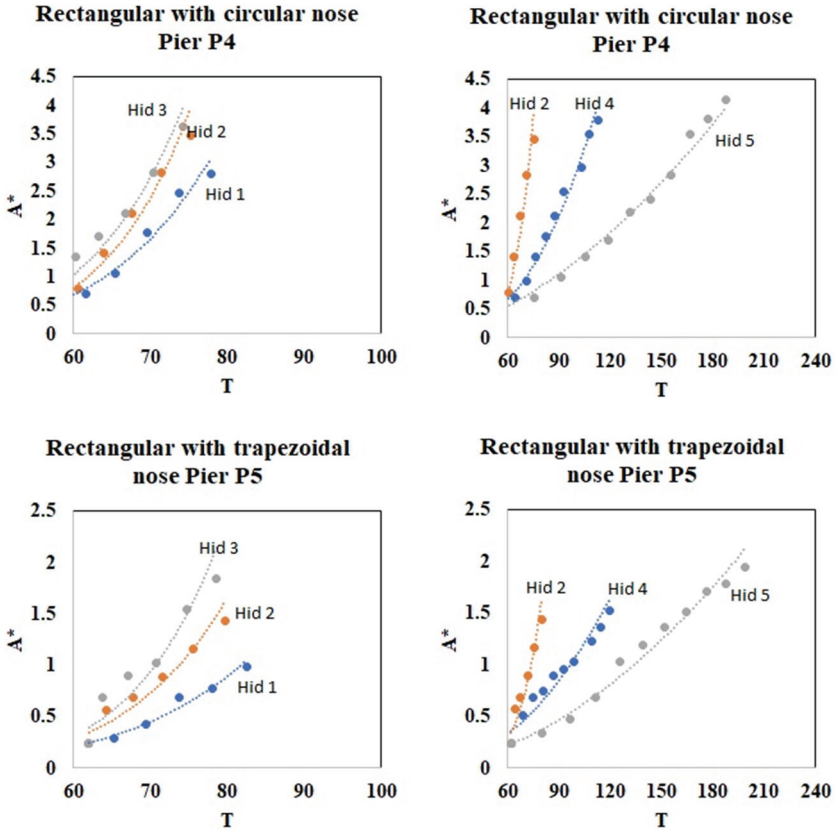 Rectangular with circular nose
Pier P4
4.5
4
3.5
3
2.5
2
1.5
1
0.5
0
A*
Hid 3
Hid 2
Hid 1
60 70 80 90 100
T
Rectangular with circular nose
Pier P4
4.5
4
3.5
3
2.5
2
1.5
1
0.5
0
A*
Hid 2
Hid 4
Hid 5
60 90 120 150 180 210 240
T
Rectangular with trapezoidal
nose Pier P5
2.5
2
1.5
1
0.5
0
A*
Hid 3
Hid 2
Hid 1
60 70 80 90 100
T
Rectangular with trapezoidal
nose Pier P5
2.5
2
1.5
1
0.5
0
A*
Hid 2
Hid 4
Hid 5
60 90 120 150 180 210 240
T